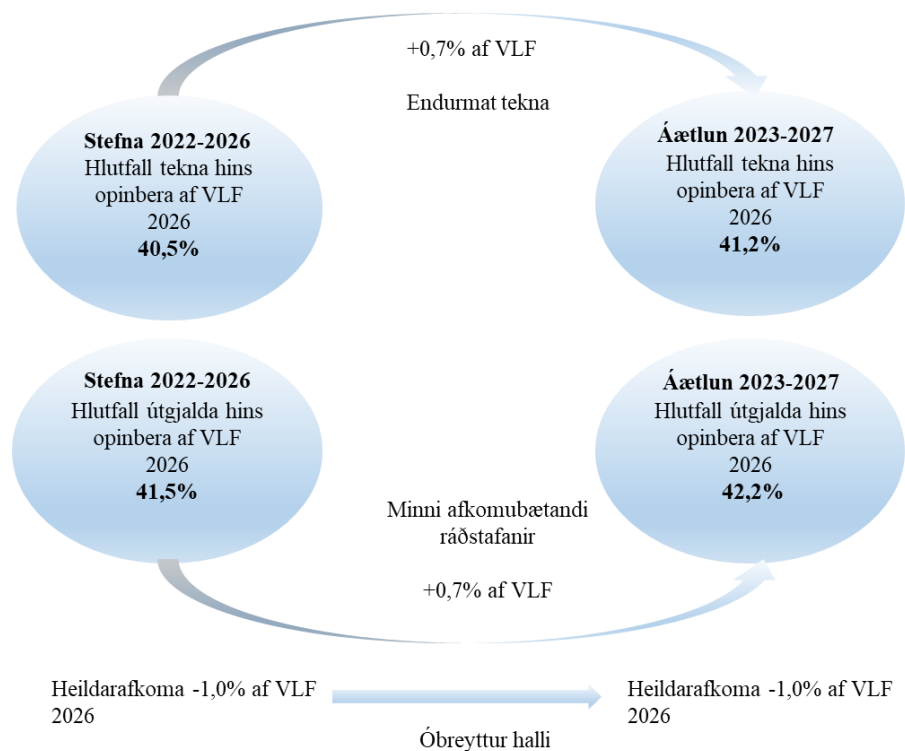 +0,7% af VLF
Endurmat tekna
Stefna 2022-2026
Hlutfall tekna hins
opinbera af VLF
2026
40,5%
Áætlun 2023-2027
Hlutfall tekna hins
opinbera af VLF
2026
41,2%
Stefna 2022-2026
Hlutfall útgjalda hins
opinbera af VLF
2026
41,5%
Áætlun 2023-2027
Hlutfall útgjalda hins
opinbera af VLF
2026
42,2%
Minni afkomubætandi
ráðstafanir
+0,7% af VLF
Heildarafkoma -1,0% af VLF
2026
Heildarafkoma -1,0% af VLF
2026
Óbreyttur halli